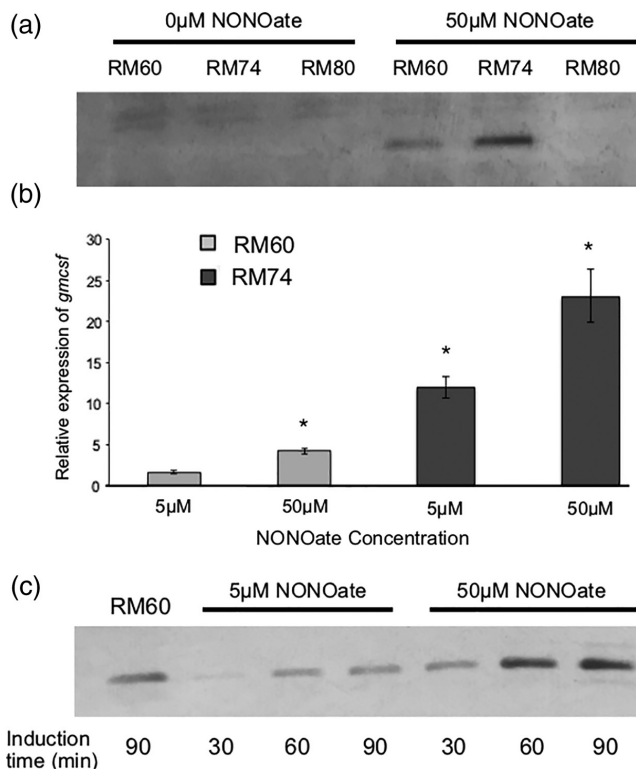 (a)
0µM NONOate 50µM NONOate
RM60 RM74 RM80 RM60 RM74 RM80
(b)
Relative expression of gmcsf
30
25
20
15
10
5
0
RM60
RM74
* * *
5µM 50µM 5µM 50µM
NONOate Concentration
(c)
RM60 5µM NONOate 50µM NONOate
Induction time (min) 90 30 60 90 30 60 90